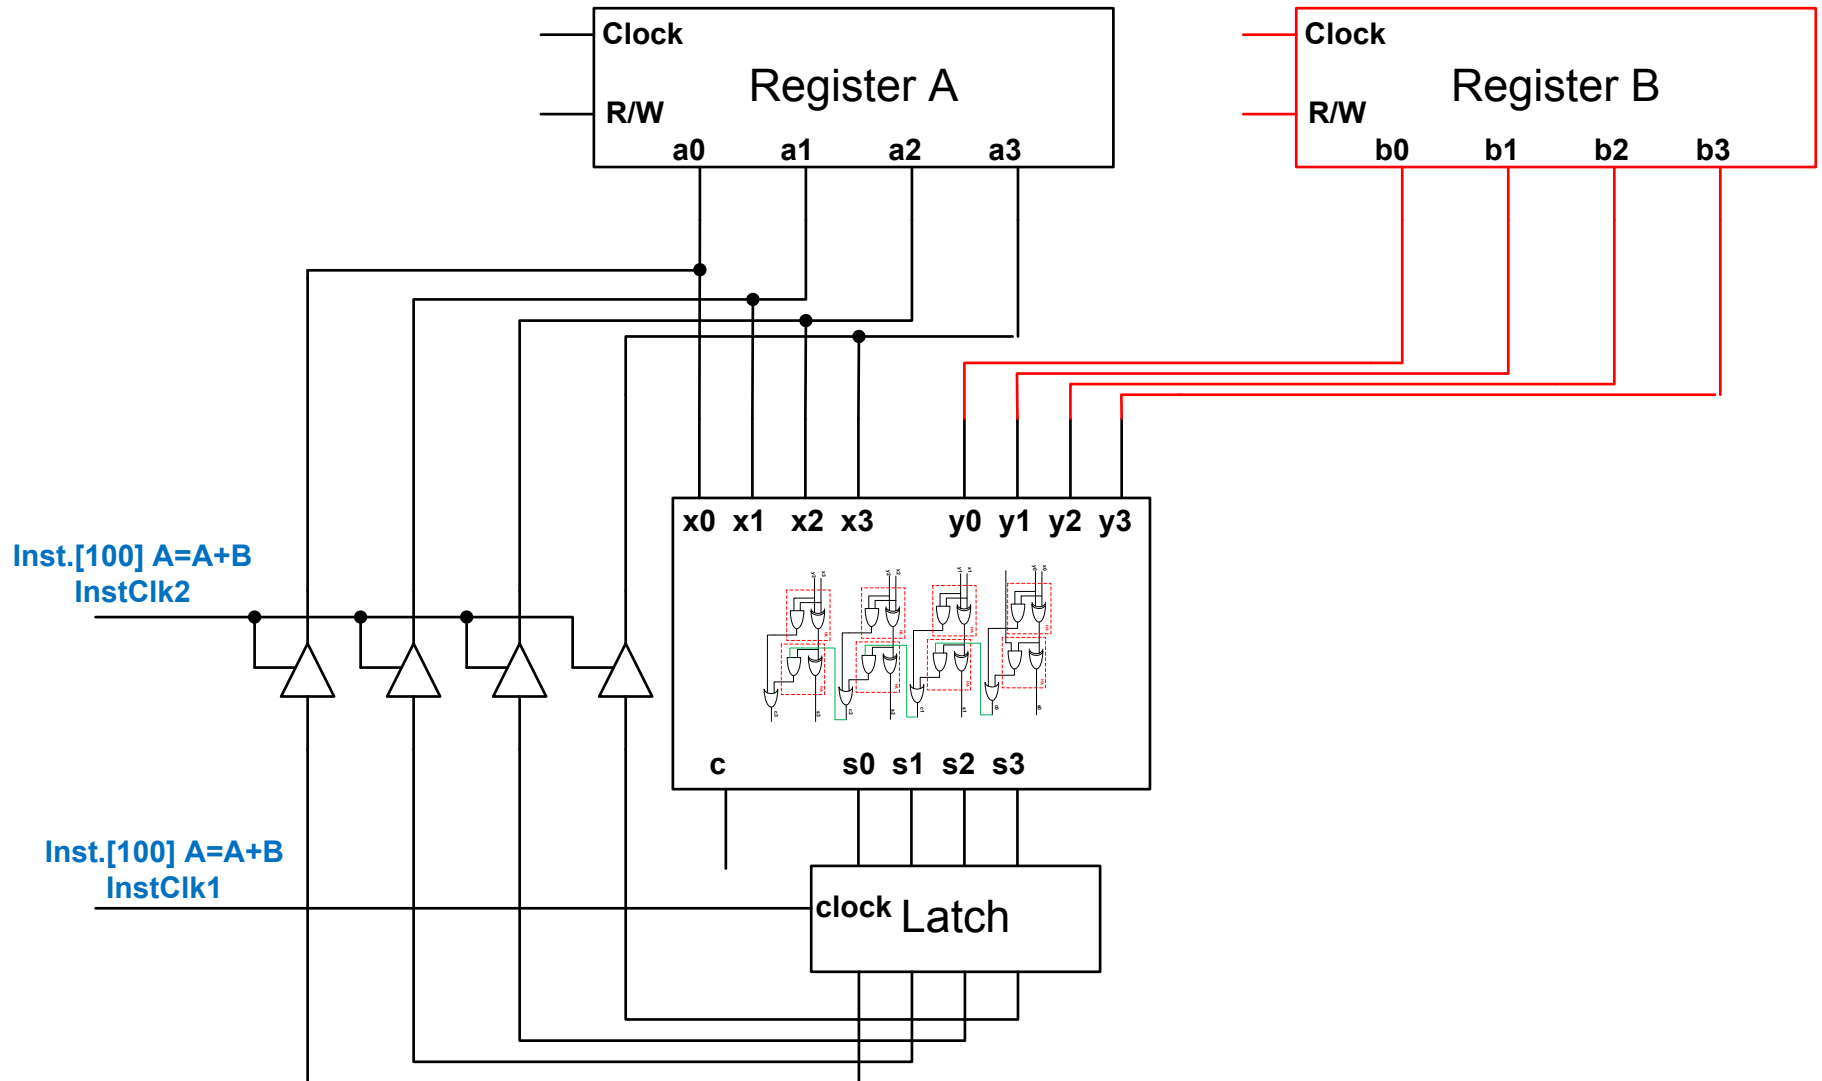 Clock
Register A
R/W
a0 a1 a2 a3
Clock
Register B
R/W
b0 b1 b2 b3
x0 x1 x2 x3 y0 y1 y2 y3
Inst.[100] A=A+B
InstClk2
c s0 s1 s2 s3
Inst.[100] A=A+B
InstClk1
clock Latch